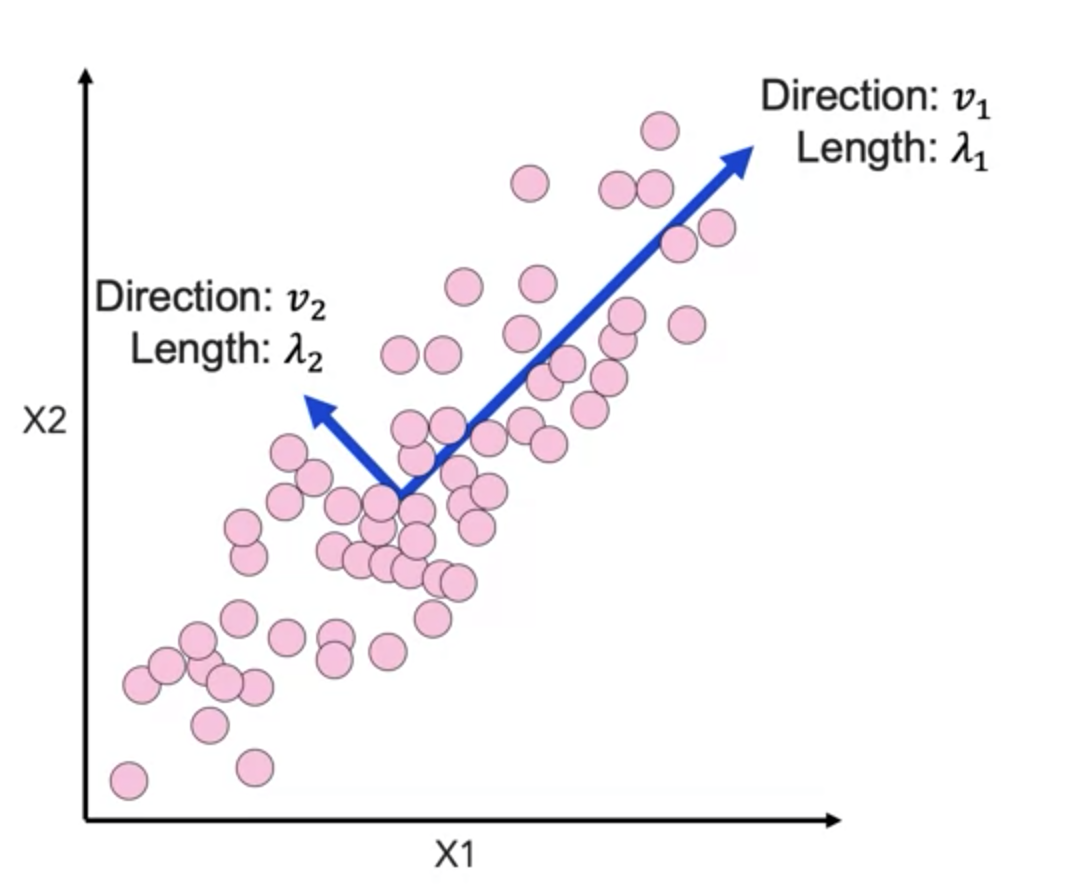 Direction: v₁
Length: λ₁
Direction: v₂
Length: λ₂
X2
X1